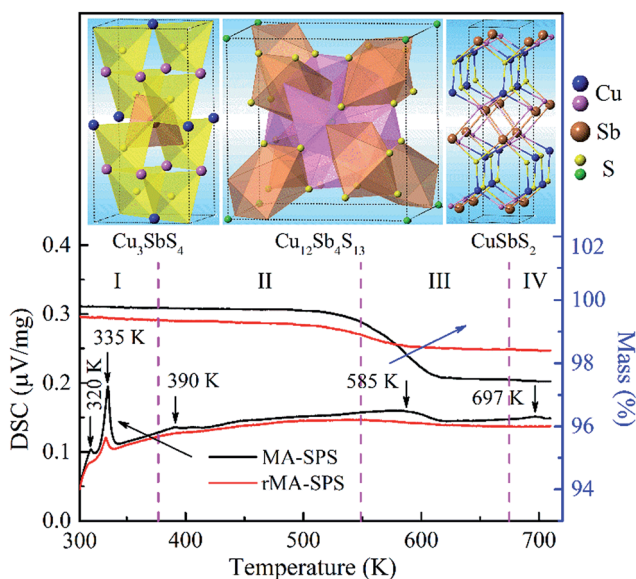 Cu
Sb
S
Cu₃SbS₄
Cu₁₂Sb₄S₁₃
CuSbS₂
I
II
III
IV
0.4
0.3
0.2
0.1
0.0
DSC (μV/mg)
102
100
98
96
94
Mass (%)
320 K
335 K
390 K
585 K
697 K
MA-SPS
rMA-SPS
300
400
500
600
700
Temperature (K)